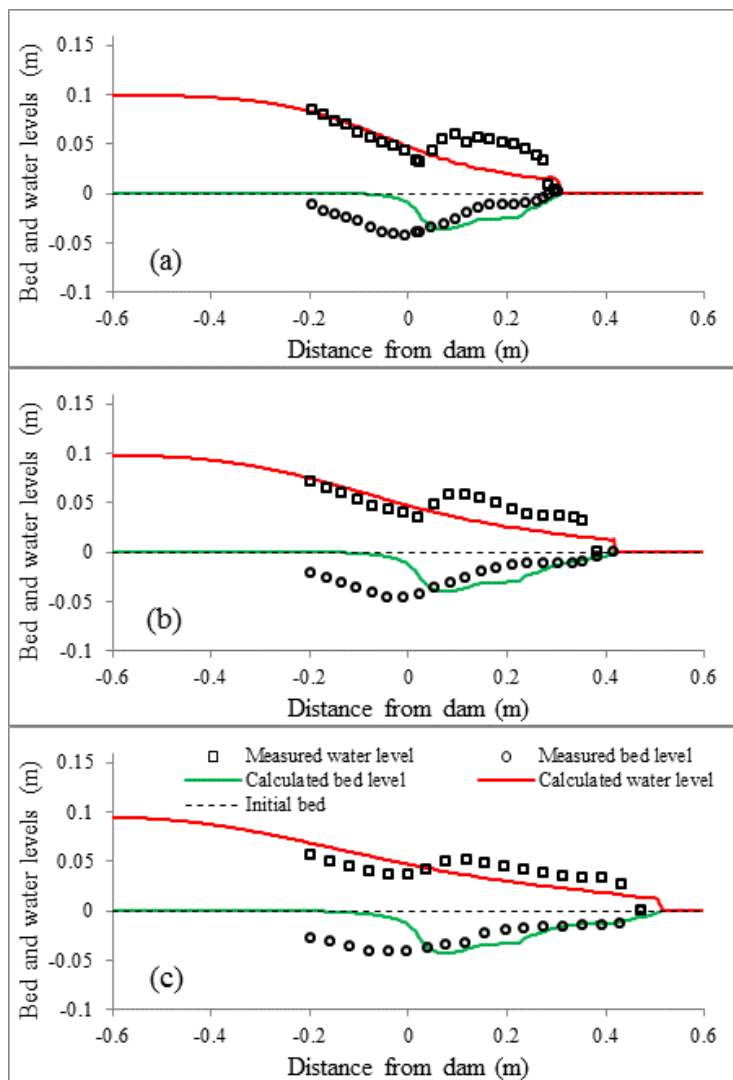 0.15
0.1
0.05
0
-0.05
-0.1
Bed and water levels (m)
(a)
-0.6 -0.4 -0.2 0 0.2 0.4 0.6
Distance from dam (m)
0.15
0.1
0.05
0
-0.05
-0.1
Bed and water levels (m)
(b)
-0.6 -0.4 -0.2 0 0.2 0.4 0.6
Distance from dam (m)
0.15
0.1
0.05
0
-0.05
-0.1
Bed and water levels (m)
Measured water level Measured bed level
Calculated bed level Calculated water level
Initial bed
(c)
-0.6 -0.4 -0.2 0 0.2 0.4 0.6
Distance from dam (m)